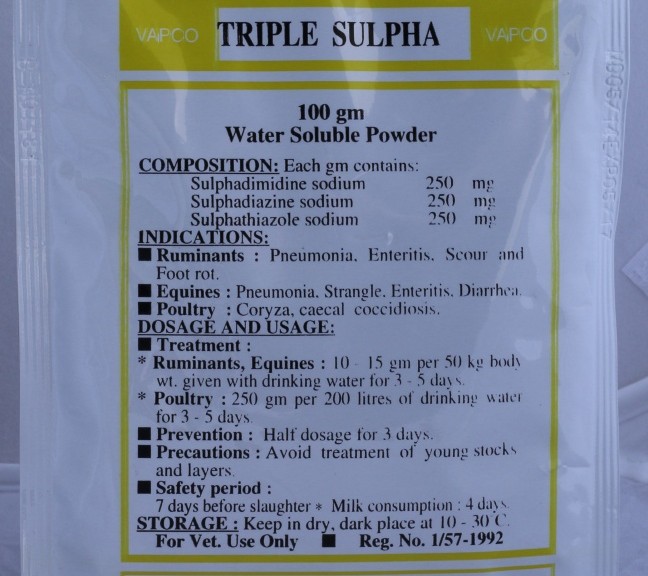 VAPCO TRIPLE SULPHA VAPCO
100 gm
Water Soluble Powder
COMPOSITION: Each gm contains:
Sulphadimidine sodium 250 mg
Sulphadiazine sodium 250 mg
Sulphathiazole sodium 250 mg
INDICATIONS:
■ Ruminants : Pneumonia. Enteritis. Scour and
Foot rot.
■ Equines : Pneumonia. Strangle. Enteritis. Diarrhea.
■ Poultry : Coryza, caecal coccidiosis.
DOSAGE AND USAGE:
■ Treatment :
* Ruminants, Equines : 10 - 15 gm per 50 kg body
wt. given with drinking water for 3 - 5 days.
* Poultry : 250 gm per 200 litres of drinking water
for 3 - 5 days.
■ Prevention : Half dosage for 3 days.
■ Precautions : Avoid treatment of young stocks
and layers.
■ Safety period :
7 days before slaughter * Milk consumption : 4 days.
STORAGE : Keep in dry, dark place at 10 - 30°C.
For Vet. Use Only ■ Reg. No. 1/57-1992